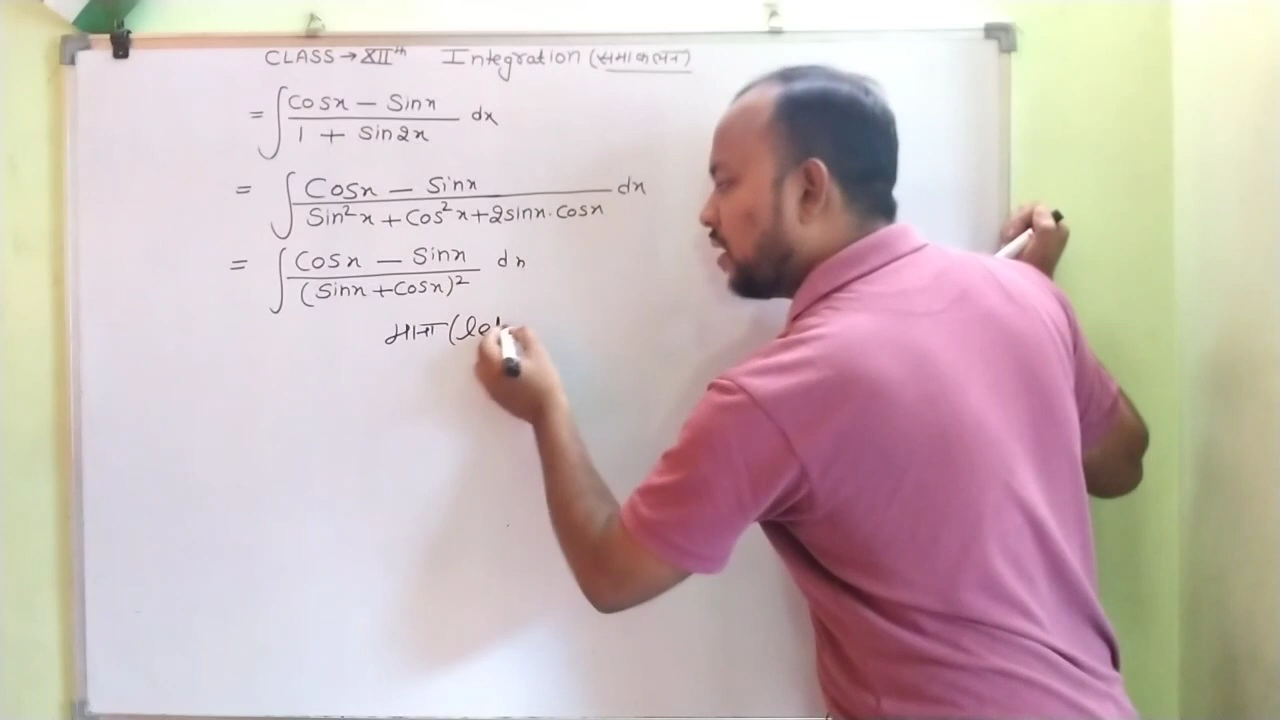 CLASS → XIIth Integration (समाकलन)
= ∫ Cosx − Sinx / 1 + Sin2x dx
= ∫ Cosx − Sinx / Sin²x + Cos²x + 2sinx·cosx dx
= ∫ Cosx − Sinx / (Sinx + Cosx)² dx
माना (let